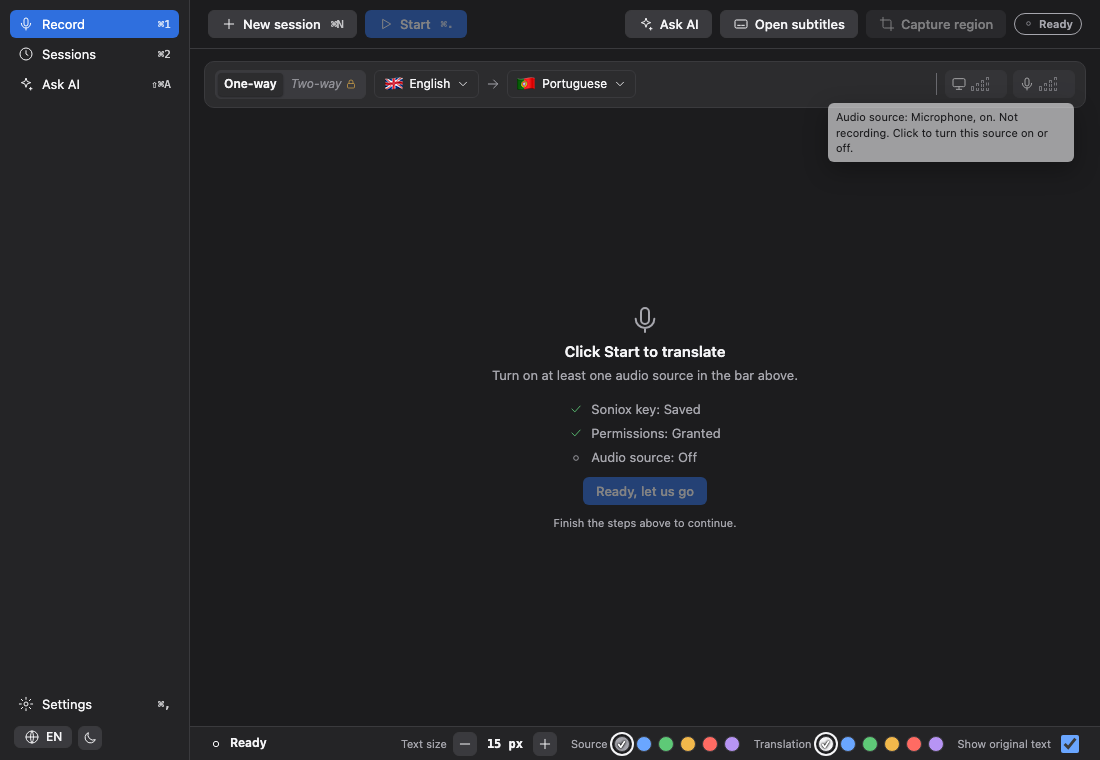 Record ⌘1
Sessions ⌘2
Ask AI ⇧⌘A
New session ⌘N
Start ⌘.
Ask AI
Open subtitles
Capture region
Ready
One-way
Two-way
English
Portuguese
Audio source: Microphone, on. Not
recording. Click to turn this source on or
off.
Click Start to translate
Turn on at least one audio source in the bar above.
Soniox key: Saved
Permissions: Granted
Audio source: Off
Ready, let us go
Finish the steps above to continue.
Settings ⌘,
EN
Ready
Text size 15 px
Source
Translation
Show original text